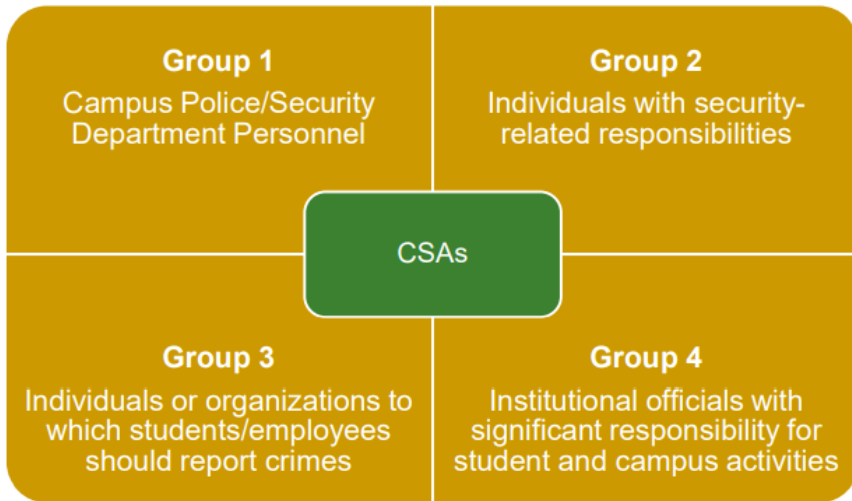 Group 1
Campus Police/Security
Department Personnel
Group 2
Individuals with security-
related responsibilities
CSAs
Group 3
Individuals or organizations to
which students/employees
should report crimes
Group 4
Institutional officials with
significant responsibility for
student and campus activities